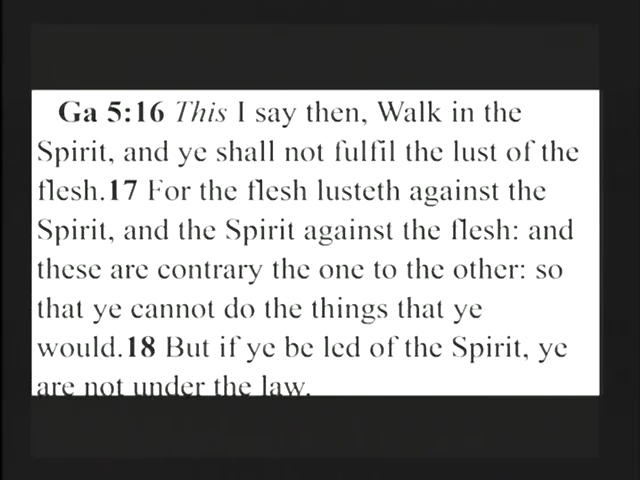 Ga 5:16 This I say then, Walk in the
Spirit, and ye shall not fulfil the lust of the
flesh.17 For the flesh lusteth against the
Spirit, and the Spirit against the flesh: and
these are contrary the one to the other: so
that ye cannot do the things that ye
would.18 But if ye be led of the Spirit, ye
are not under the law.